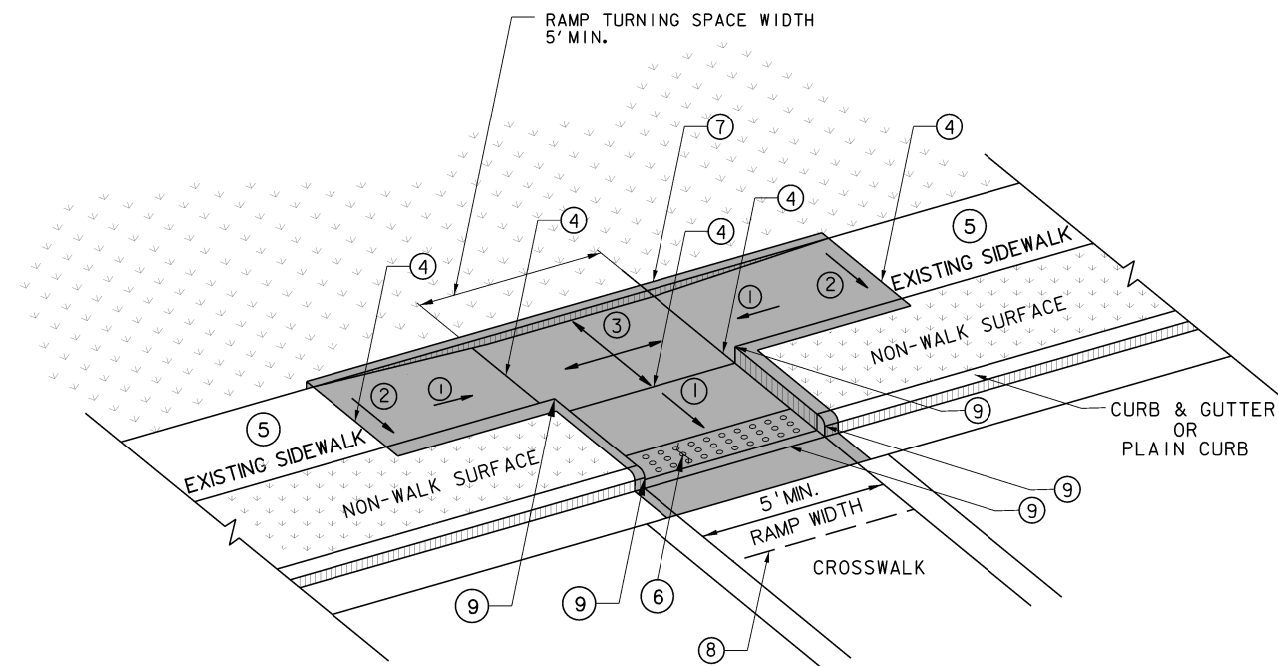 RAMP TURNING SPACE WIDTH
5' MIN.
7
4
4
4
4
5
EXISTING SIDEWALK
2
1
3
NON-WALK SURFACE
4
2
1
1
5
EXISTING SIDEWALK
9
CURB & GUTTER
OR
PLAIN CURB
NON-WALK SURFACE
9
9
5' MIN.
RAMP WIDTH
CROSSWALK
9
9
6
8